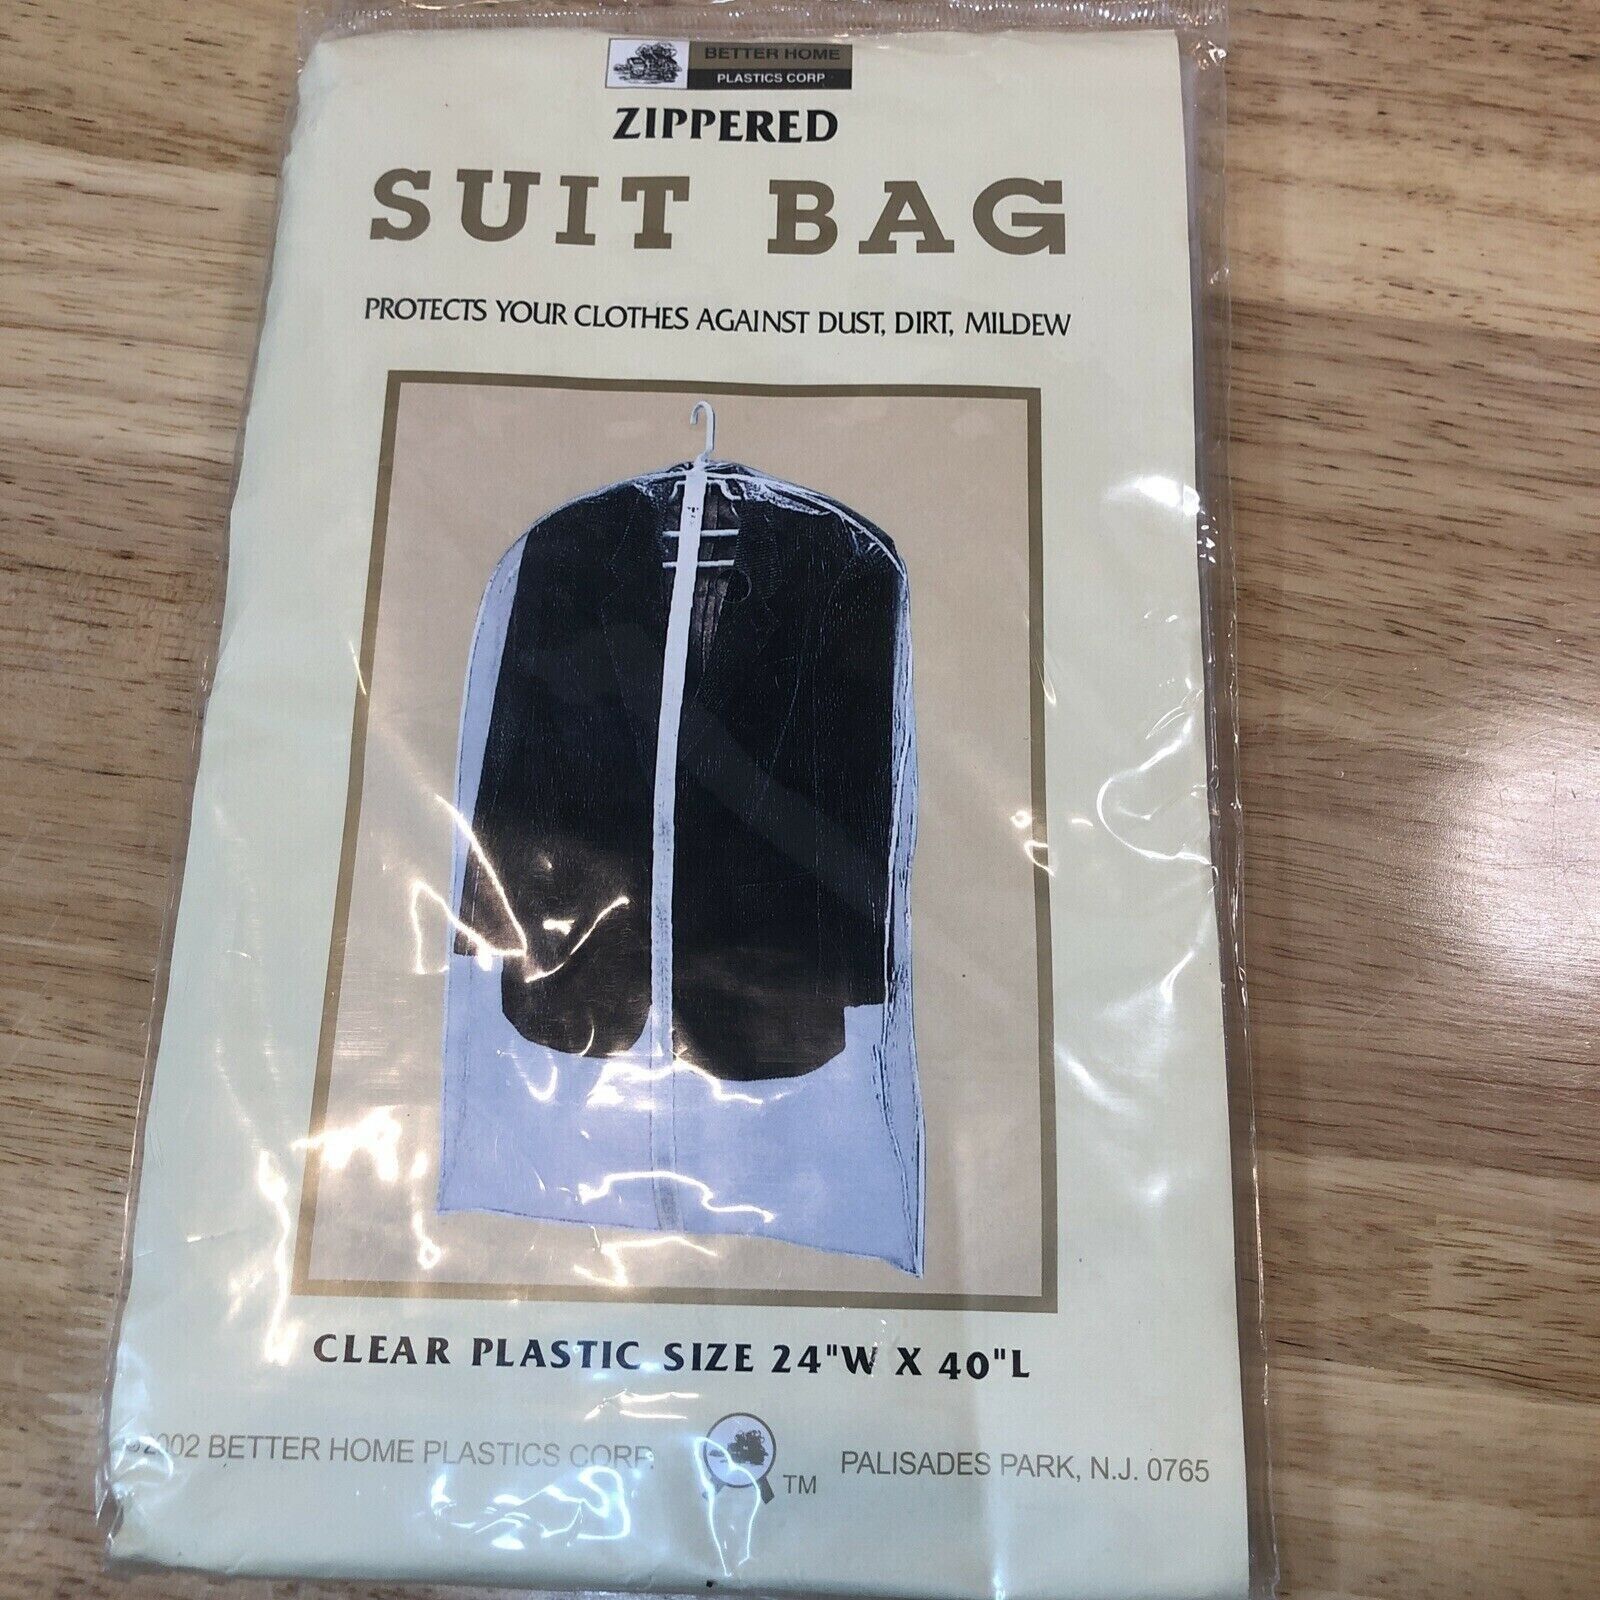 BETTER HOME
PLASTICS CORP
ZIPPERED
SUIT BAG
PROTECTS YOUR CLOTHES AGAINST DUST, DIRT, MILDEW
CLEAR PLASTIC SIZE 24"W X 40"L
©2002 BETTER HOME PLASTICS CORP. TM PALISADES PARK, N.J. 0765